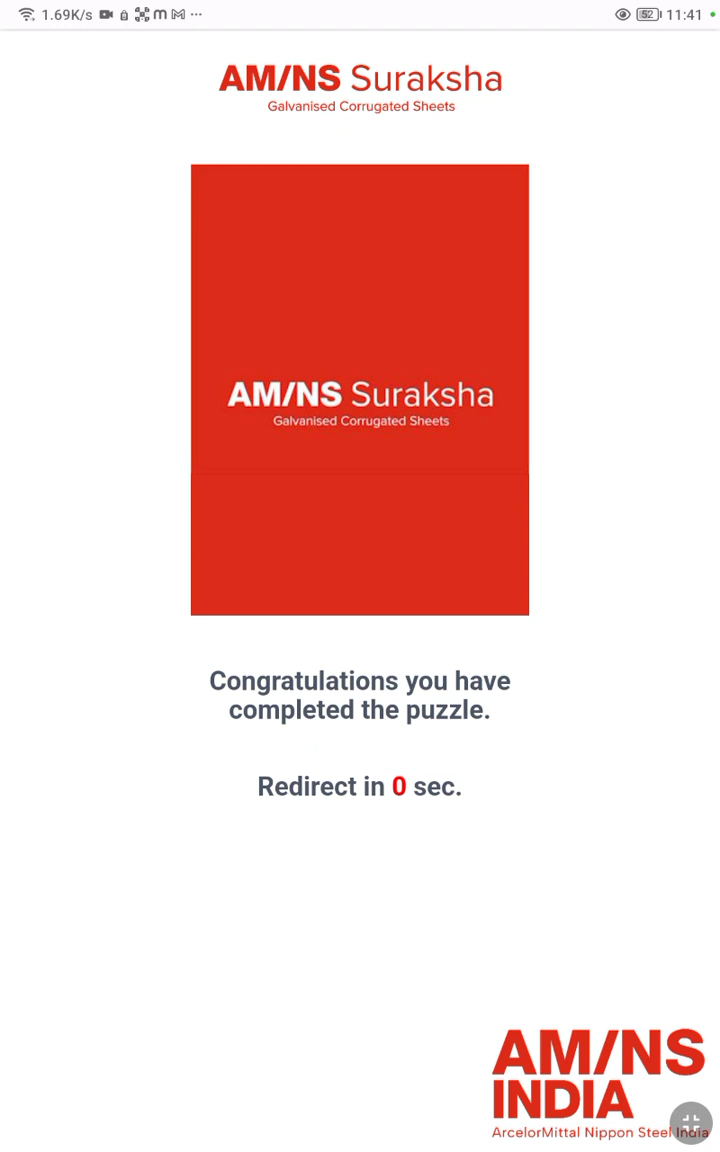 1.69K/s ···
52 11:41
AM/NS Suraksha
Galvanised Corrugated Sheets
AM/NS Suraksha
Galvanised Corrugated Sheets
Congratulations you have
completed the puzzle.
Redirect in 0 sec.
AM/NS
INDIA
ArcelorMittal Nippon Steel India